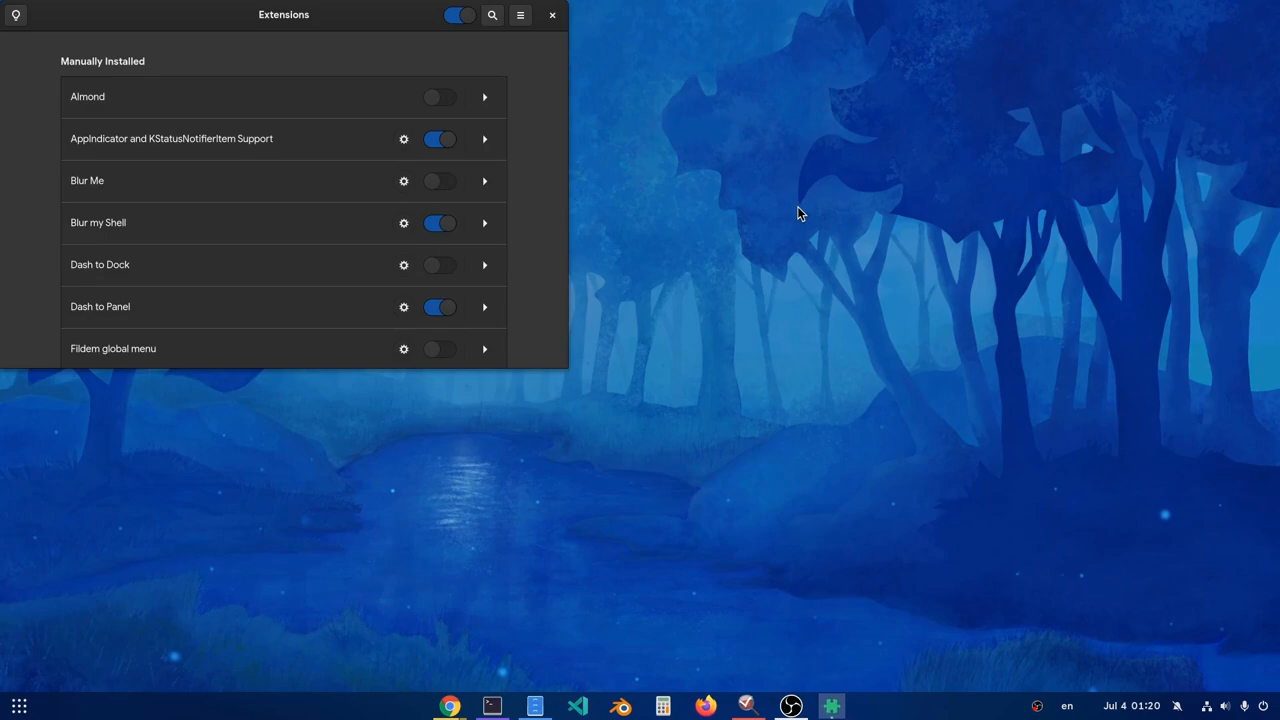 Extensions
Manually Installed
Almond
AppIndicator and KStatusNotifierItem Support
Blur Me
Blur my Shell
Dash to Dock
Dash to Panel
Fildem global menu
en
Jul 4 01:20